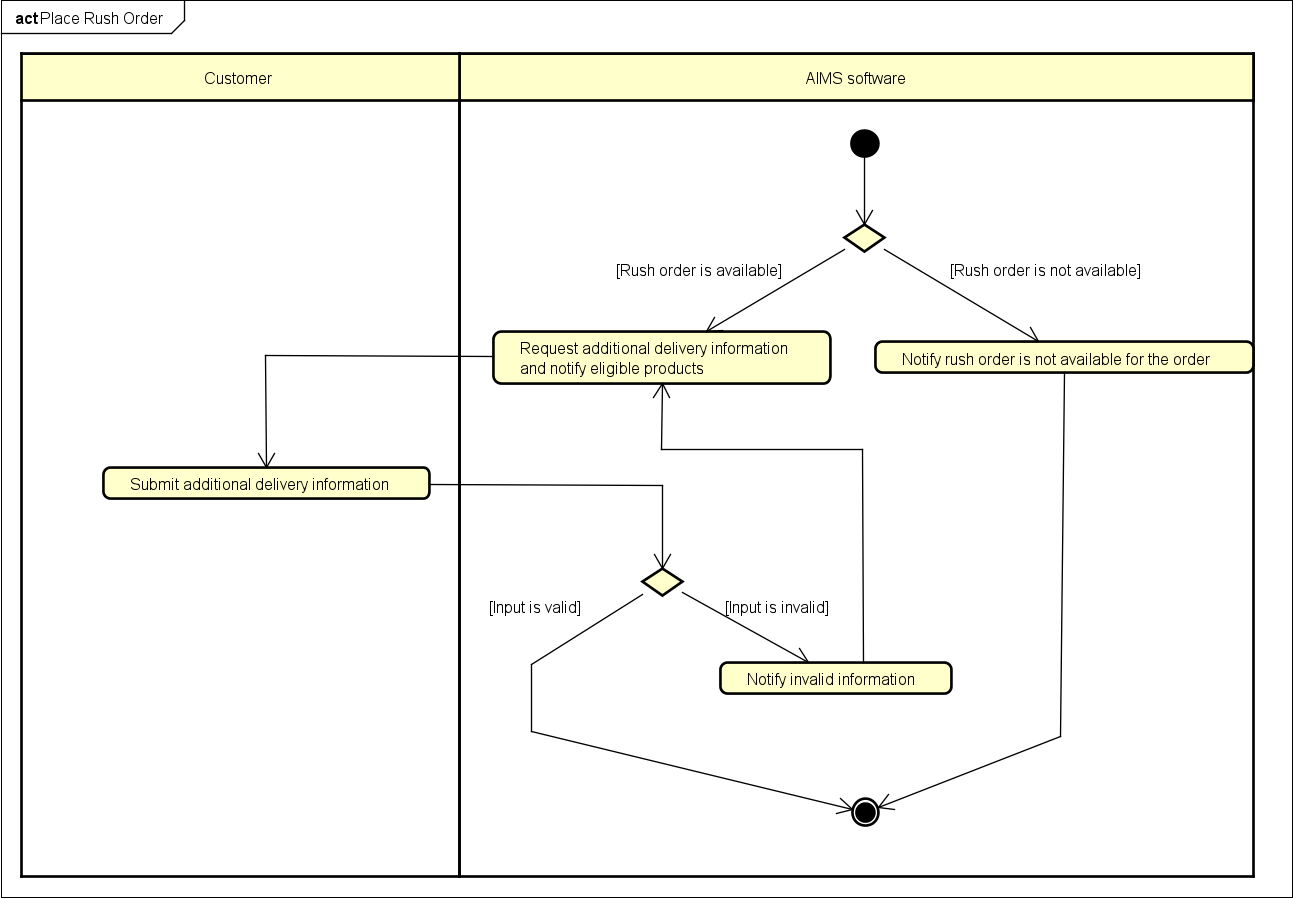 act Place Rush Order
Customer
AIMS software
[Rush order is available]
[Rush order is not available]
Request additional delivery information
and notify eligible products
Notify rush order is not available for the order
Submit additional delivery information
[Input is valid]
[Input is invalid]
Notify invalid information